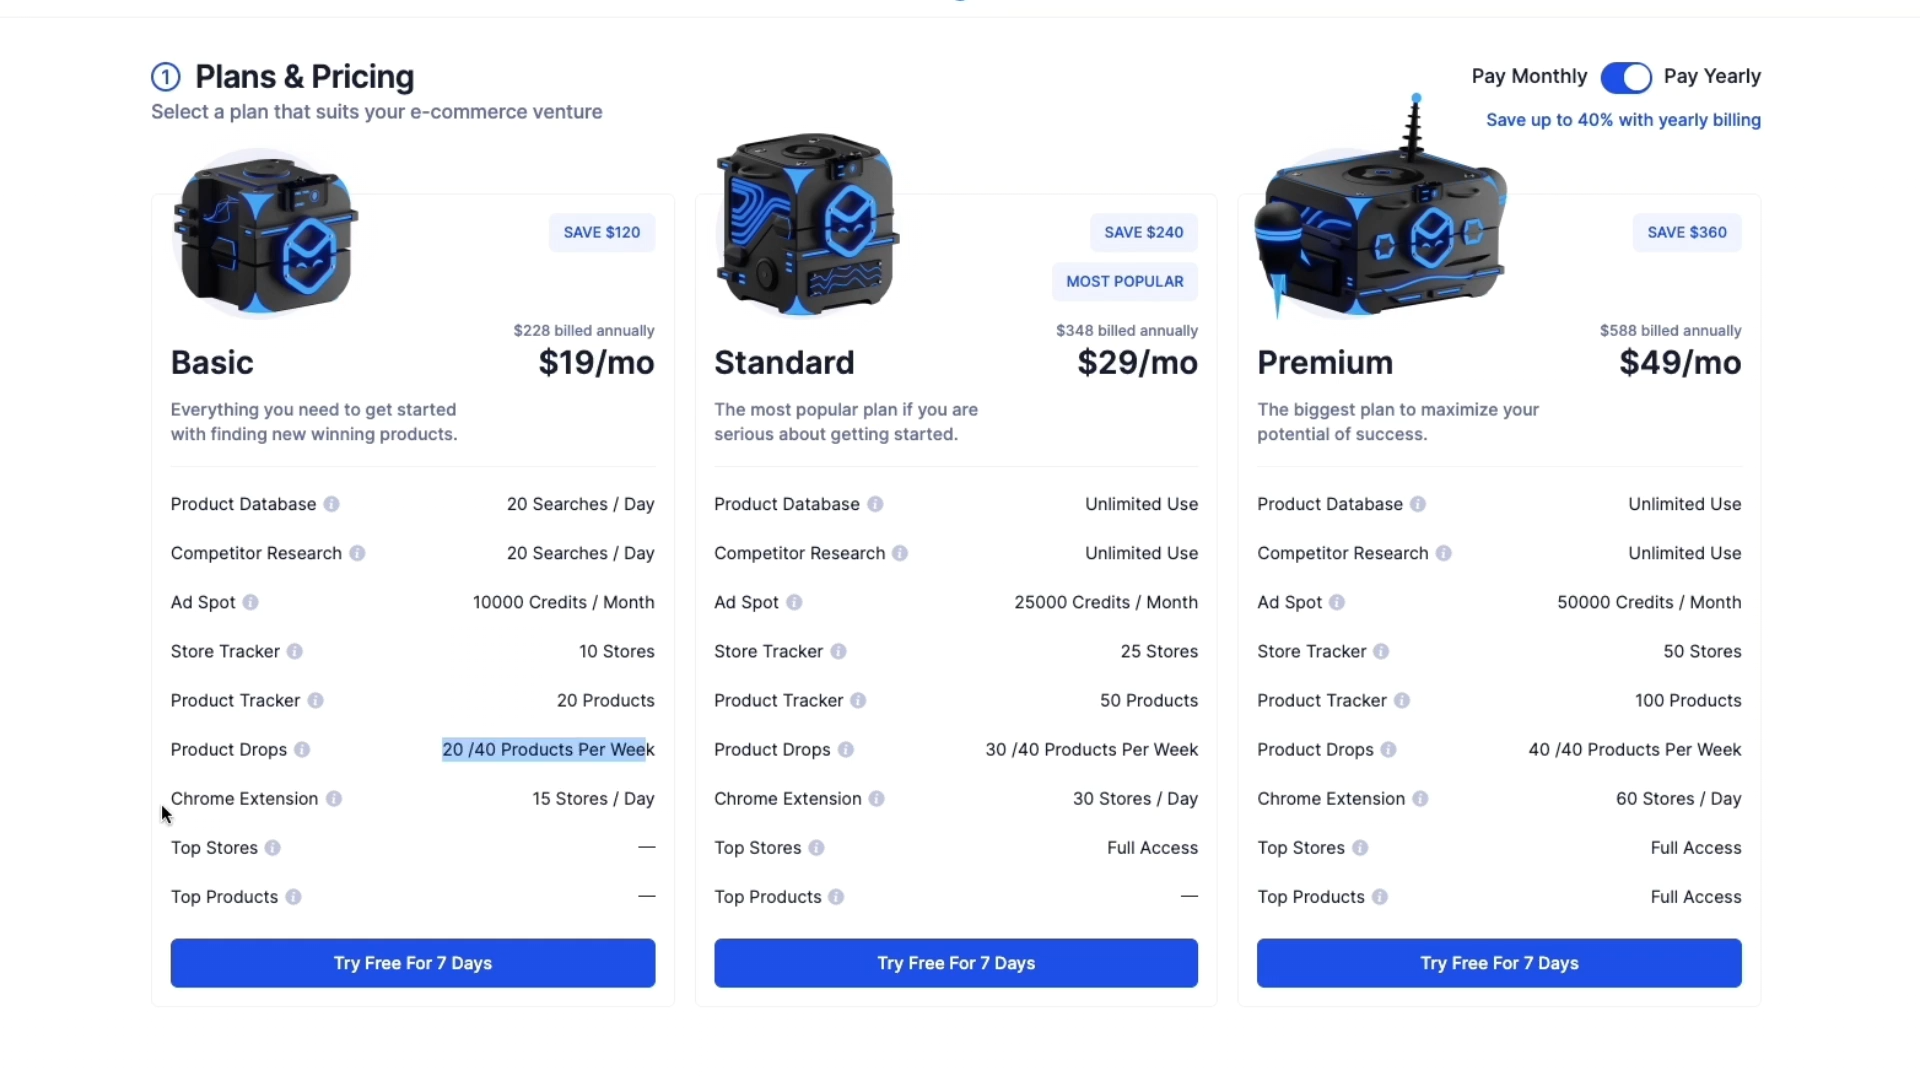 1 Plans & Pricing
Select a plan that suits your e-commerce venture
Pay Monthly Pay Yearly
Save up to 40% with yearly billing
SAVE $120
$228 billed annually
Basic $19/mo
Everything you need to get started
with finding new winning products.
Product Database 20 Searches / Day
Competitor Research 20 Searches / Day
Ad Spot 10000 Credits / Month
Store Tracker 10 Stores
Product Tracker 20 Products
Product Drops 20 /40 Products Per Week
Chrome Extension 15 Stores / Day
Top Stores —
Top Products —
Try Free For 7 Days
SAVE $240
MOST POPULAR
$348 billed annually
Standard $29/mo
The most popular plan if you are
serious about getting started.
Product Database Unlimited Use
Competitor Research Unlimited Use
Ad Spot 25000 Credits / Month
Store Tracker 25 Stores
Product Tracker 50 Products
Product Drops 30 /40 Products Per Week
Chrome Extension 30 Stores / Day
Top Stores Full Access
Top Products —
Try Free For 7 Days
SAVE $360
$588 billed annually
Premium $49/mo
The biggest plan to maximize your
potential of success.
Product Database Unlimited Use
Competitor Research Unlimited Use
Ad Spot 50000 Credits / Month
Store Tracker 50 Stores
Product Tracker 100 Products
Product Drops 40 /40 Products Per Week
Chrome Extension 60 Stores / Day
Top Stores Full Access
Top Products Full Access
Try Free For 7 Days